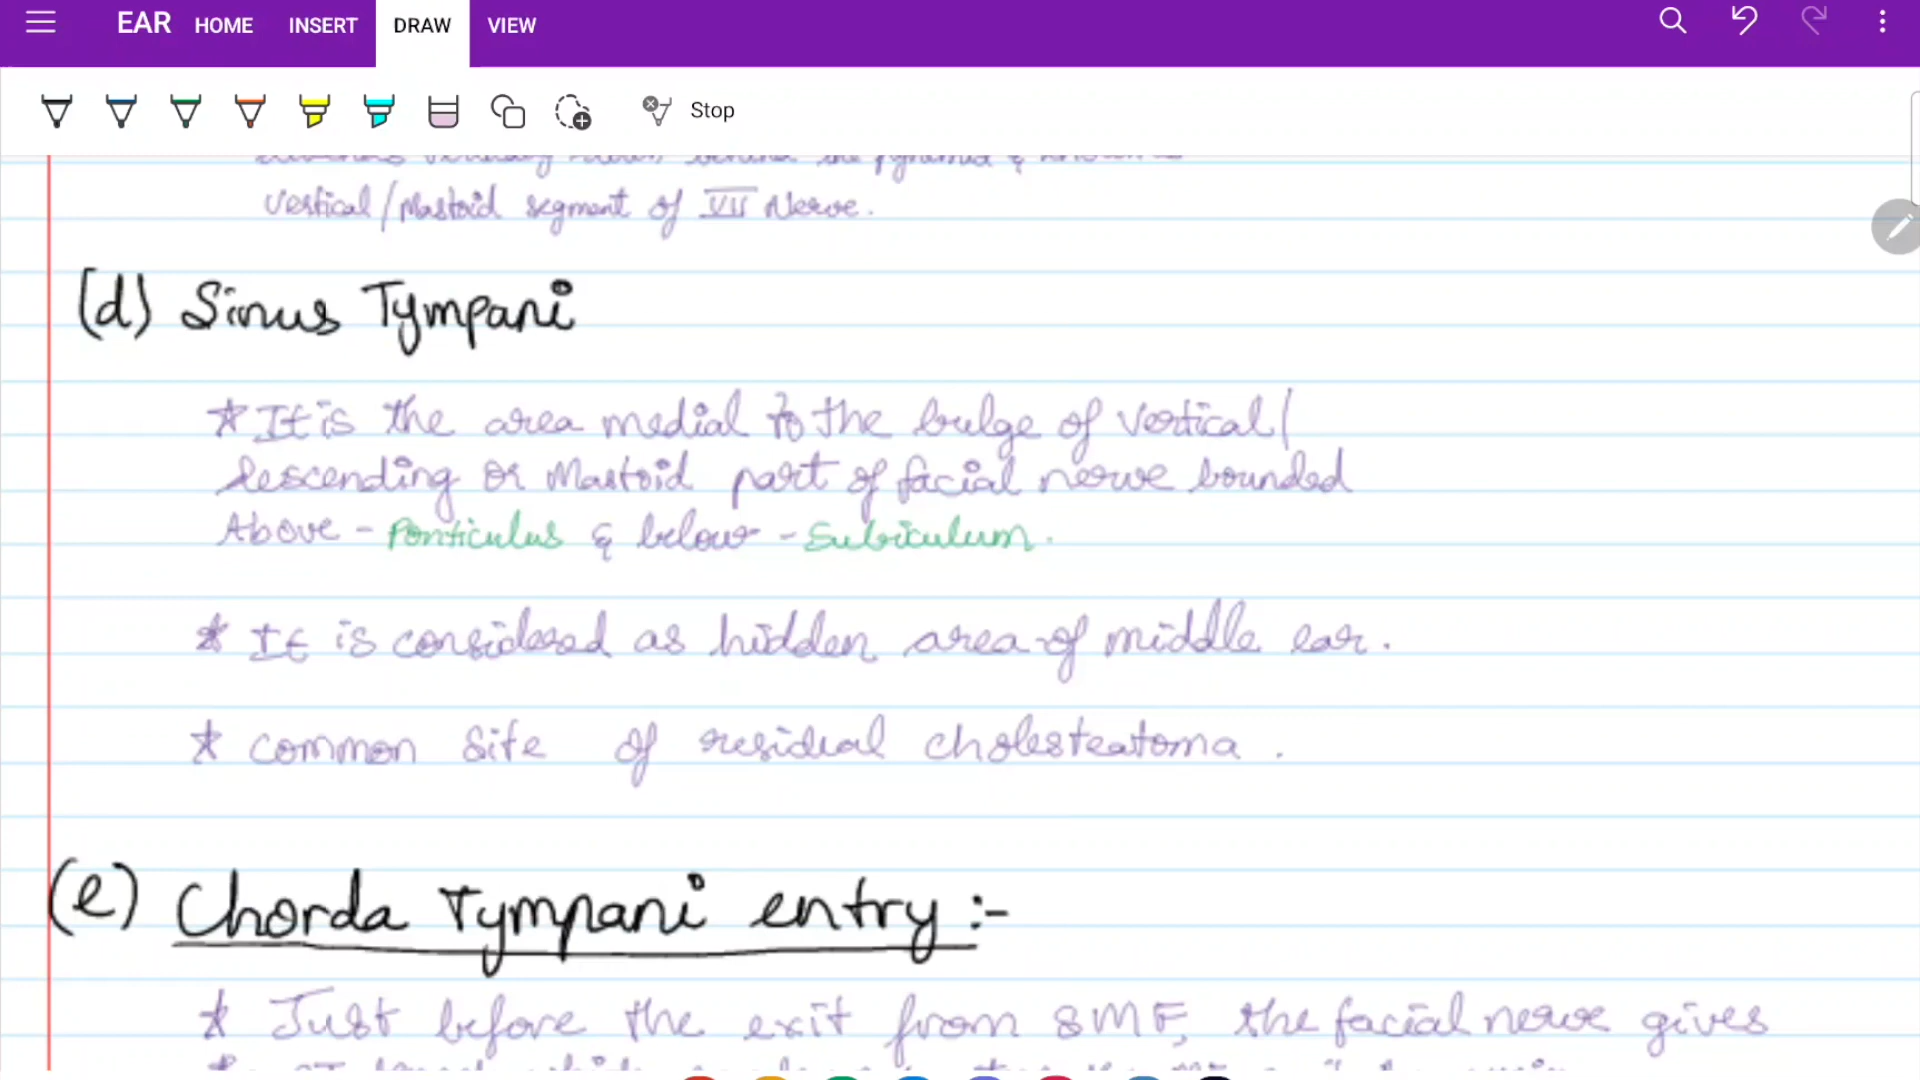 EAR HOME INSERT DRAW VIEW
Stop
vertical/Mastoid segment of VII Nerve.
(d) Sinus Tympani
* It is the area medial to the bulge of vertical/
descending or Mastoid part of facial nerve bounded
Above - Ponticulus & below - Subiculum.
* It is considered as hidden area of middle ear.
* common site of residual cholesteatoma.
(e) Chorda Tympani entry :-
* Just before the exit from SMF, the facial nerve gives